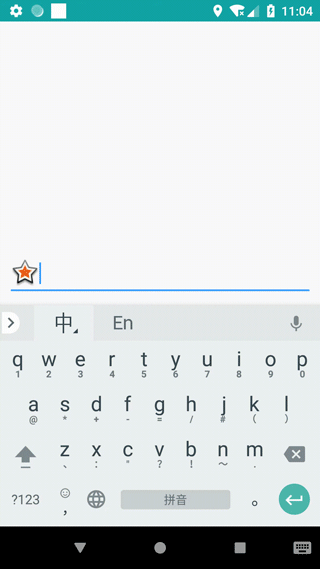 11:04
中 En
q w e r t y u i o p
1 2 3 4 5 6 7 8 9 0
a s d f g h j k l
@ * + - = / # ( )
z x c v b n m
、 : " ? ! ～ .
?123 , 拼音 。